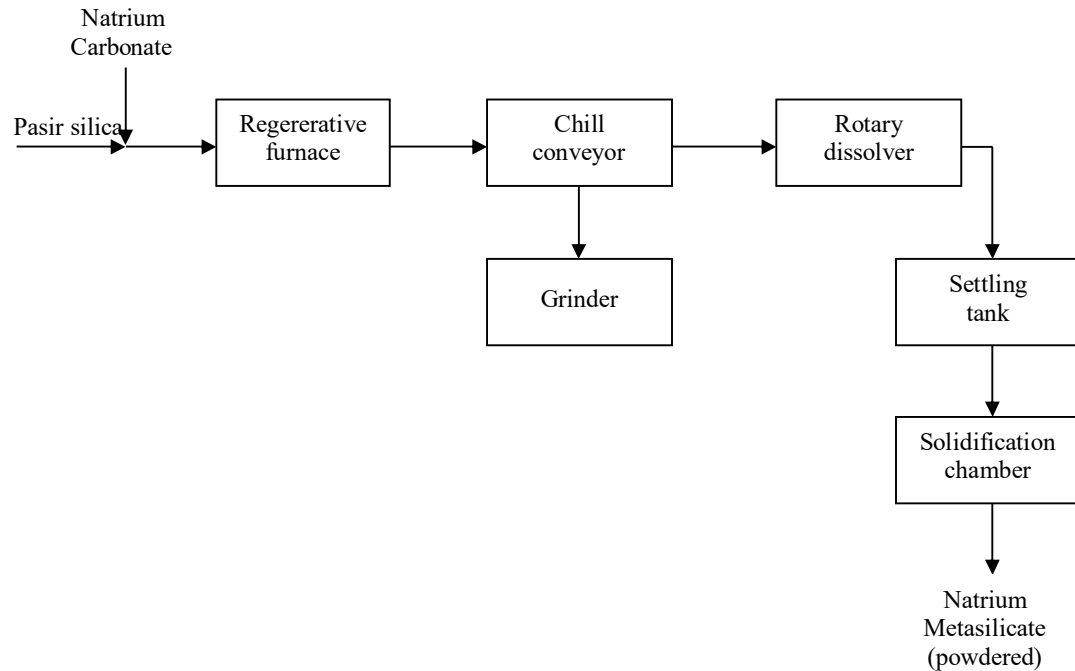 Natrium
Carbonate
Pasir silica
Regererative
furnace
Chill
conveyor
Rotary
dissolver
Grinder
Settling
tank
Solidification
chamber
Natrium
Metasilicate
(powdered)